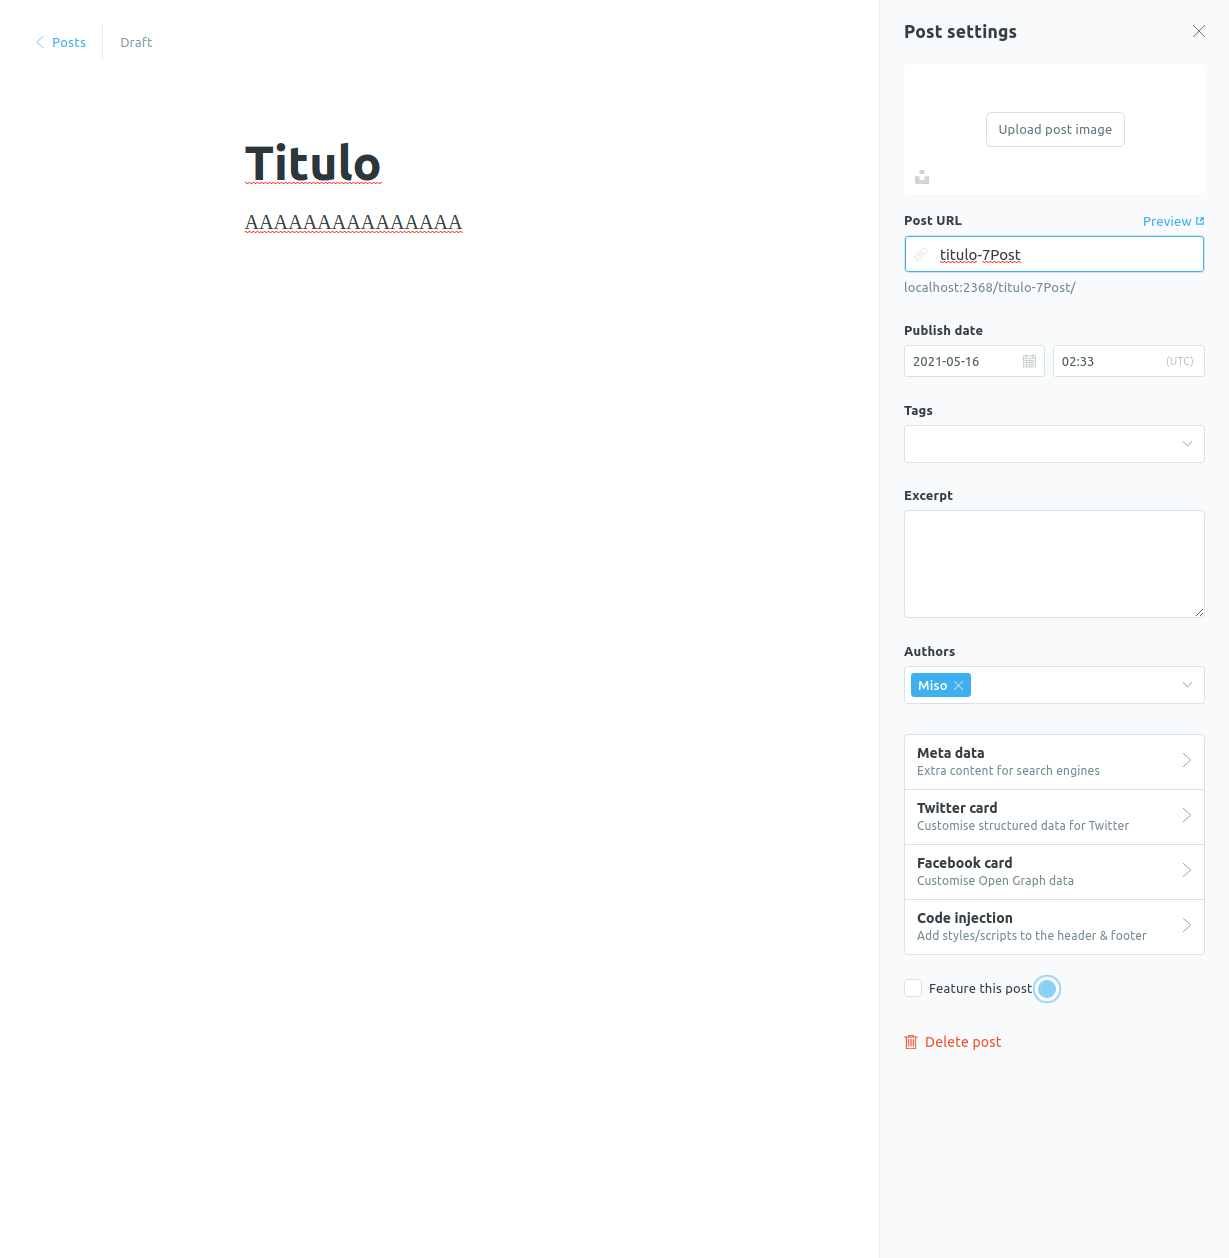 Posts
Draft
Titulo
AAAAAAAAAAAAAAA
Post settings
Upload post image
Post URL
Preview
titulo-7Post
localhost:2368/titulo-7Post/
Publish date
2021-05-16
02:33
(UTC)
Tags
Excerpt
Authors
Miso
Meta data
Extra content for search engines
Twitter card
Customise structured data for Twitter
Facebook card
Customise Open Graph data
Code injection
Add styles/scripts to the header & footer
Feature this post
Delete post